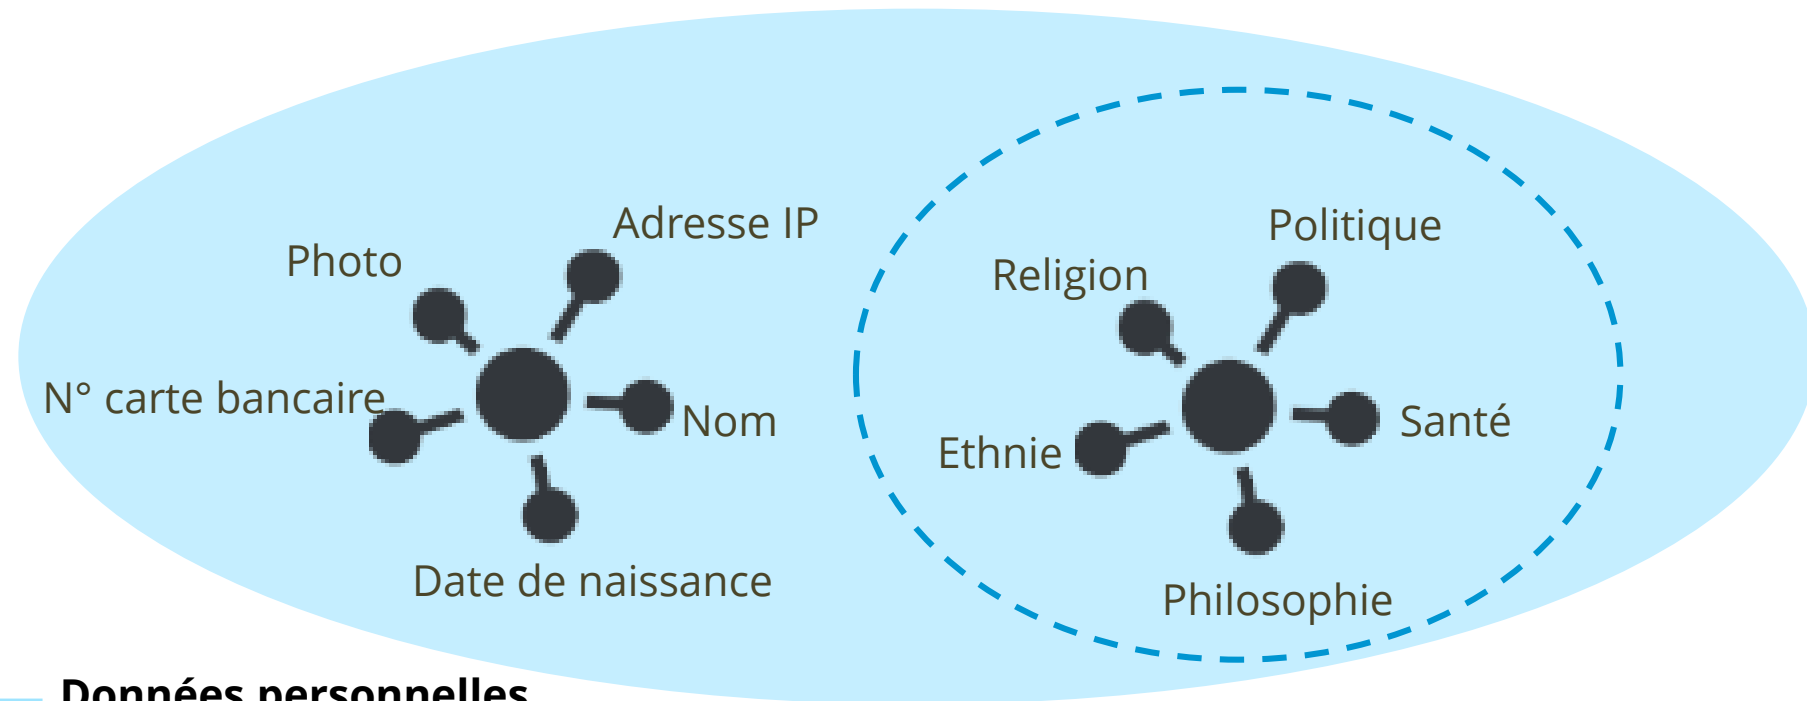 Adresse IP
Photo
N° carte bancaire
Nom
Date de naissance
Politique
Religion
Ethnie
Santé
Philosophie
Données personnelles